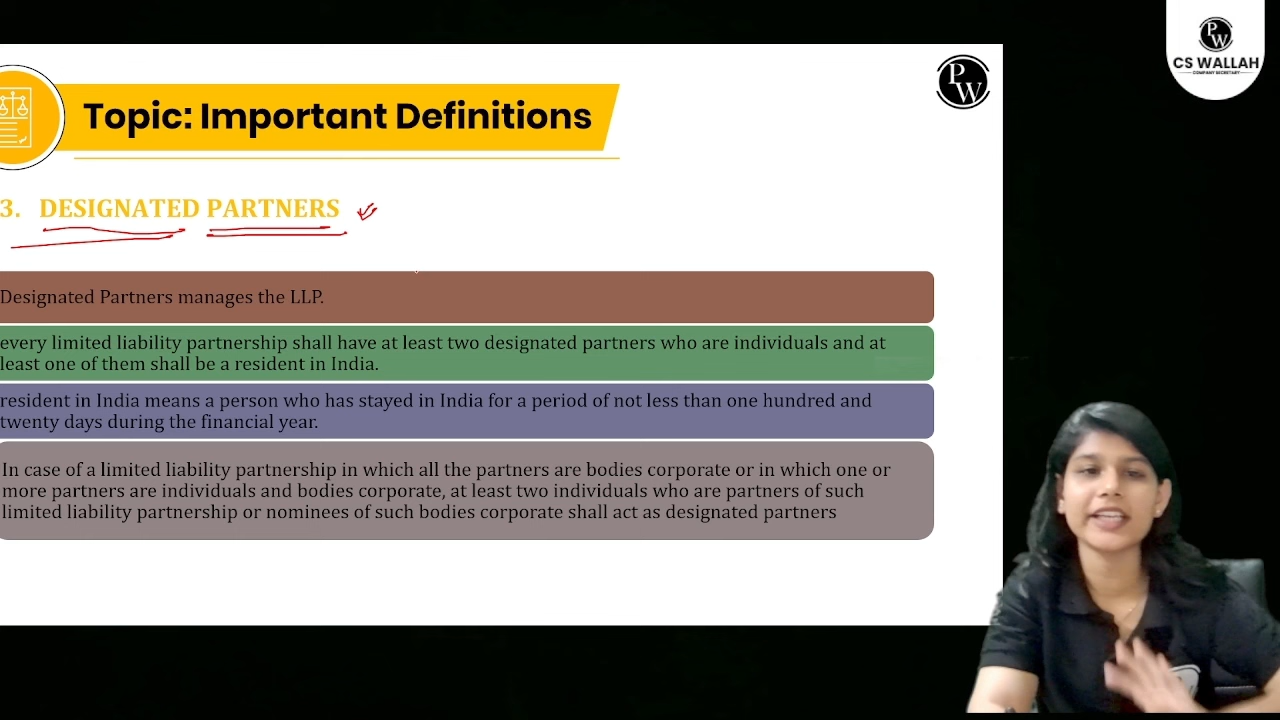 P
W
CS WALLAH
COMPANY SECRETARY
Topic: Important Definitions
P
W
3. DESIGNATED PARTNERS
Designated Partners manages the LLP.
every limited liability partnership shall have at least two designated partners who are individuals and at
least one of them shall be a resident in India.
resident in India means a person who has stayed in India for a period of not less than one hundred and
twenty days during the financial year.
In case of a limited liability partnership in which all the partners are bodies corporate or in which one or
more partners are individuals and bodies corporate, at least two individuals who are partners of such
limited liability partnership or nominees of such bodies corporate shall act as designated partners